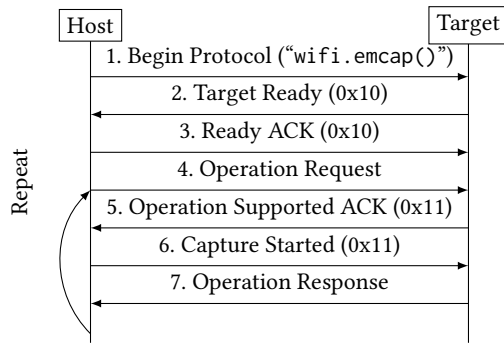 Host
Target
1. Begin Protocol (“wifi.emcap()”)
2. Target Ready (0x10)
3. Ready ACK (0x10)
4. Operation Request
5. Operation Supported ACK (0x11)
6. Capture Started (0x11)
7. Operation Response
Repeat